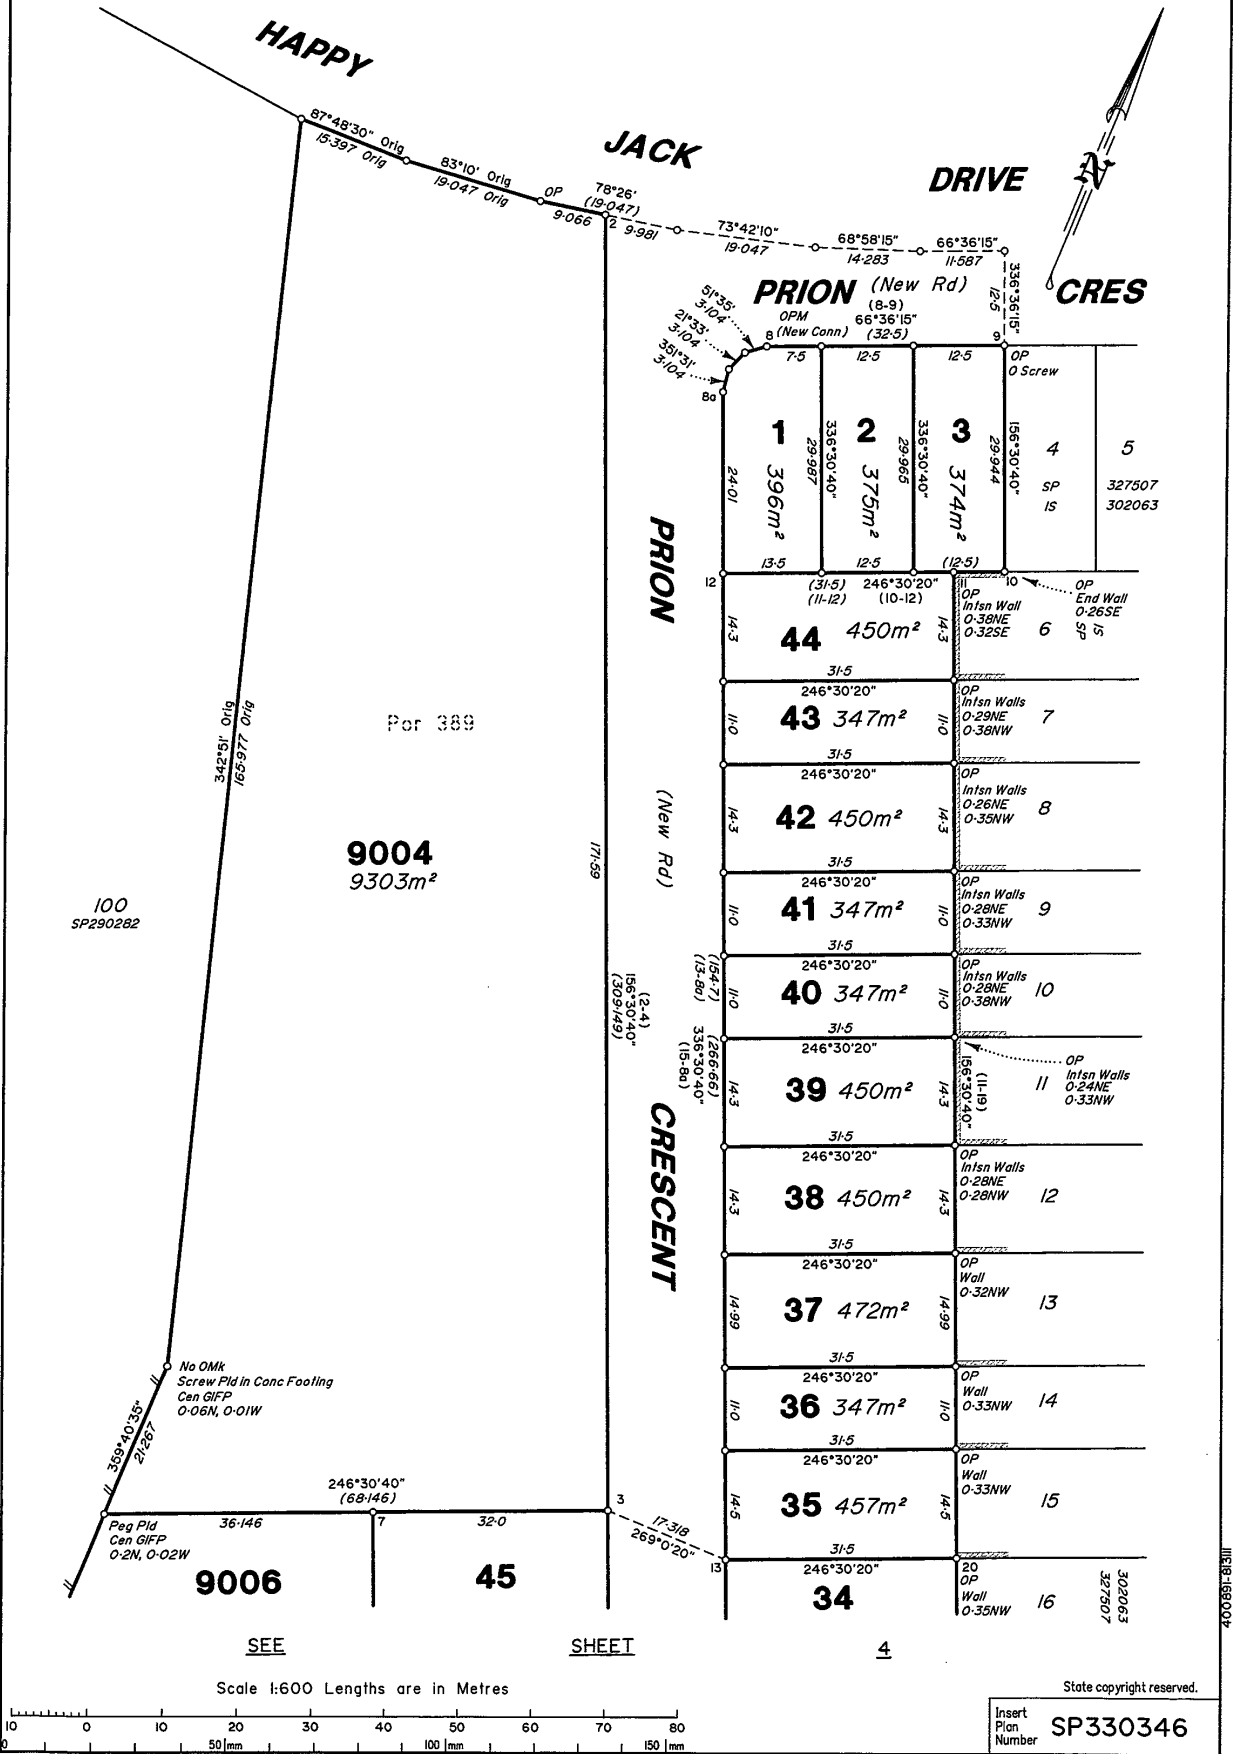 HAPPY
JACK
DRIVE
87°48'30" Orig
15·397 Orig
83°10' Orig
19·047 Orig
OP
9·066
78°26'
(19·047)
2
9·981
73°42'10"
19·047
68°58'15"
14·283
66°36'15"
11·587
336°36'15"
12·5
PRION (New Rd)
CRES
(8-9)
66°36'15"
(32·5)
OPM
(New Conn)
51°35'
3·104
21°33'
3·104
351°31'
3·104
8
8a
9
7·5
12·5
12·5
OP
O Screw
1
396m²
24·01
29·987
336°30'40"
2
375m²
29·965
336°30'40"
3
374m²
29·944
156°30'40"
4
5
SP
327507
IS
302063
13·5
12·5
(12·5)
12
(31·5)
(11-12)
246°30'20"
(10-12)
11
10
OP
End Wall
0·26SE
OP
Intsn Wall
0·38NE
0·32SE
6
SP
IS
14·3
44 450m²
14·3
31·5
246°30'20"
11·0
43 347m²
11·0
OP
Intsn Walls
0·29NE
0·38NW
7
31·5
246°30'20"
14·3
42 450m²
14·3
OP
Intsn Walls
0·26NE
0·35NW
8
31·5
246°30'20"
11·0
41 347m²
11·0
OP
Intsn Walls
0·28NE
0·33NW
9
31·5
246°30'20"
(154·7)
(13-8a)
11·0
40 347m²
11·0
OP
Intsn Walls
0·28NE
0·38NW
10
31·5
246°30'20"
(266·66)
336°30'40"
(15-8a)
14·3
39 450m²
14·3
(11-19)
156°30'40"
11
OP
Intsn Walls
0·24NE
0·33NW
31·5
246°30'20"
14·3
38 450m²
14·3
OP
Intsn Walls
0·28NE
0·28NW
12
31·5
246°30'20"
14·99
37 472m²
14·99
OP
Wall
0·32NW
13
31·5
246°30'20"
11·0
36 347m²
11·0
OP
Wall
0·33NW
14
31·5
246°30'20"
14·5
35 457m²
14·5
OP
Wall
0·33NW
15
31·5
246°30'20"
13
34
20
OP
Wall
0·35NW
16
302063
327507
PRION
(New Rd)
CRESCENT
171·59
(2-4)
156°30'40"
(309·149)
342°51' Orig
165·977 Orig
Por 389
9004
9303m²
100
SP290282
No OMk
Screw Pld in Conc Footing
Cen GIFP
0·06N, 0·01W
359°40'35"
21·267
246°30'40"
(68·146)
3
36·146
7
32·0
17·318
269°0'20"
Peg Pld
Cen GIFP
0·2N, 0·02W
9006
45
SEE
SHEET
4
Scale 1:600 Lengths are in Metres
10 0 10 20 30 40 50 60 70 80
0 50 mm 100 mm 150 mm
State copyright reserved.
Insert
Plan
Number
SP330346